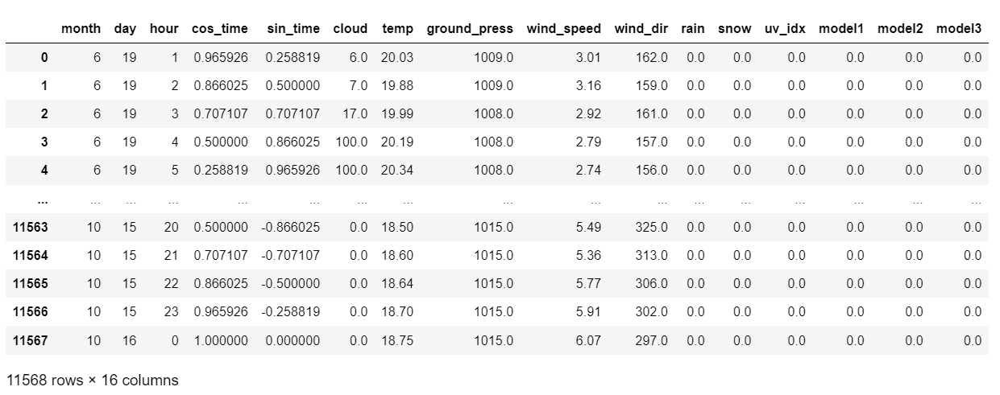 month day hour cos_time sin_time cloud temp ground_press wind_speed wind_dir rain snow uv_idx model1 model2 model3
0 6 19 1 0.965926 0.258819 6.0 20.03 1009.0 3.01 162.0 0.0 0.0 0.0 0.0 0.0 0.0
1 6 19 2 0.866025 0.500000 7.0 19.88 1009.0 3.16 159.0 0.0 0.0 0.0 0.0 0.0 0.0
2 6 19 3 0.707107 0.707107 17.0 19.99 1008.0 2.92 161.0 0.0 0.0 0.0 0.0 0.0 0.0
3 6 19 4 0.500000 0.866025 100.0 20.19 1008.0 2.79 157.0 0.0 0.0 0.0 0.0 0.0 0.0
4 6 19 5 0.258819 0.965926 100.0 20.34 1008.0 2.74 156.0 0.0 0.0 0.0 0.0 0.0 0.0
... ... ... ... ... ... ... ... ... ... ... ... ... ... ... ... ...
11563 10 15 20 0.500000 -0.866025 0.0 18.50 1015.0 5.49 325.0 0.0 0.0 0.0 0.0 0.0 0.0
11564 10 15 21 0.707107 -0.707107 0.0 18.60 1015.0 5.36 313.0 0.0 0.0 0.0 0.0 0.0 0.0
11565 10 15 22 0.866025 -0.500000 0.0 18.64 1015.0 5.77 306.0 0.0 0.0 0.0 0.0 0.0 0.0
11566 10 15 23 0.965926 -0.258819 0.0 18.70 1015.0 5.91 302.0 0.0 0.0 0.0 0.0 0.0 0.0
11567 10 16 0 1.000000 0.000000 0.0 18.75 1015.0 6.07 297.0 0.0 0.0 0.0 0.0 0.0 0.0
11568 rows × 16 columns